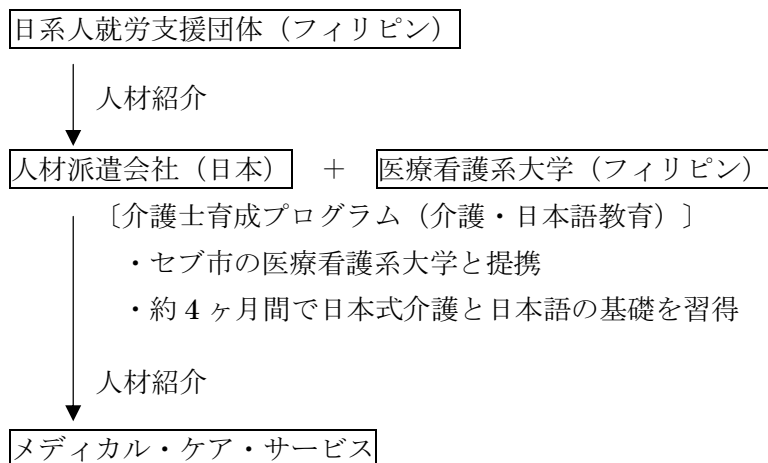 日系人就労支援団体（フィリピン）
人材紹介
人材派遣会社（日本） ＋ 医療看護系大学（フィリピン）
〔介護士育成プログラム（介護・日本語教育）〕
・セブ市の医療看護系大学と提携
・約 4 ヶ月間で日本式介護と日本語の基礎を習得
人材紹介
メディカル・ケア・サービス